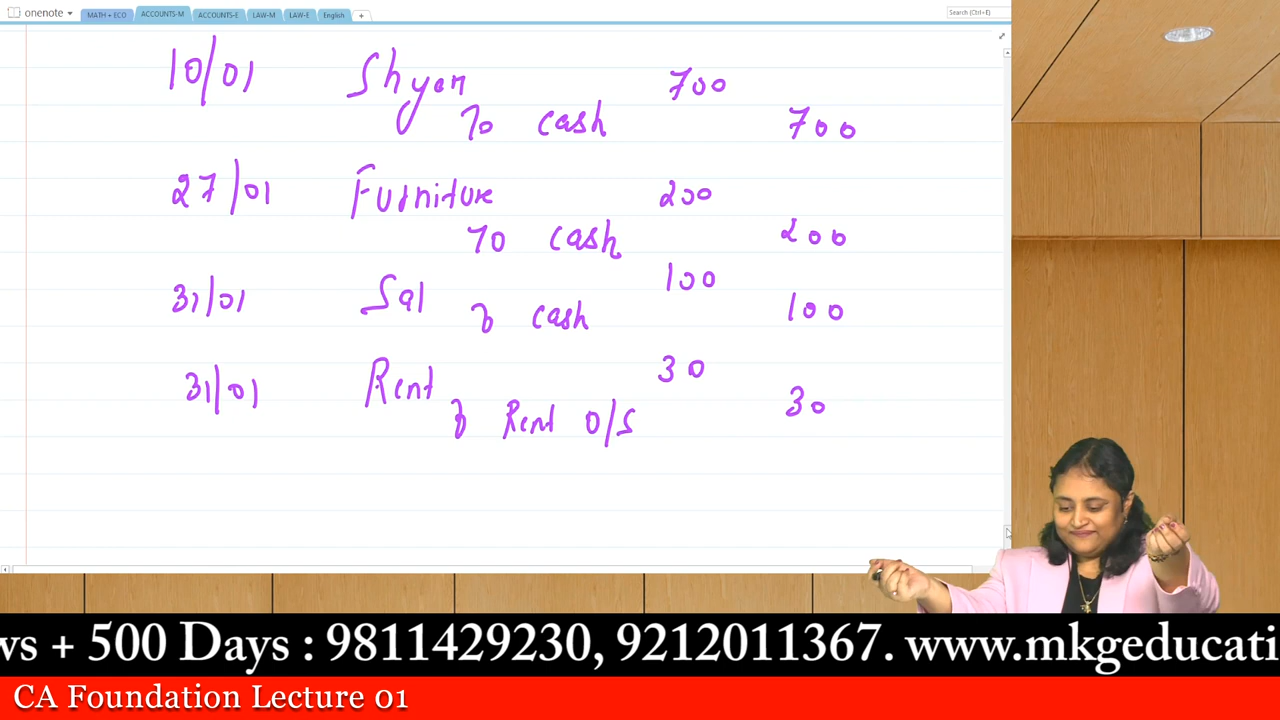 onenote
MATH + ECO ACCOUNTS-M ACCOUNTS-E LAW-M LAW-E English +
Search (Ctrl+E)
10/01 Shyam 700
To cash 700
27/01 Furniture 200
To cash 200
31/01 Sal 100
To cash 100
31/01 Rent 30
To Rent O/S 30
ws + 500 Days : 9811429230, 9212011367. www.mkgeducati
CA Foundation Lecture 01